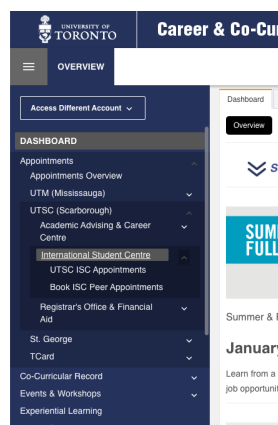 UNIVERSITY OF
TORONTO
Career & Co-Cur
OVERVIEW
Access Different Account
DASHBOARD
Appointments
Appointments Overview
UTM (Mississauga)
UTSC (Scarborough)
Academic Advising & Career
Centre
International Student Centre
UTSC ISC Appointments
Book ISC Peer Appointments
Registrar's Office & Financial
Aid
St. George
TCard
Co-Curricular Record
Events & Workshops
Experiential Learning
Dashboard
Overview
S
SUM
FULL
Summer & F
January
Learn from a
job opportuni